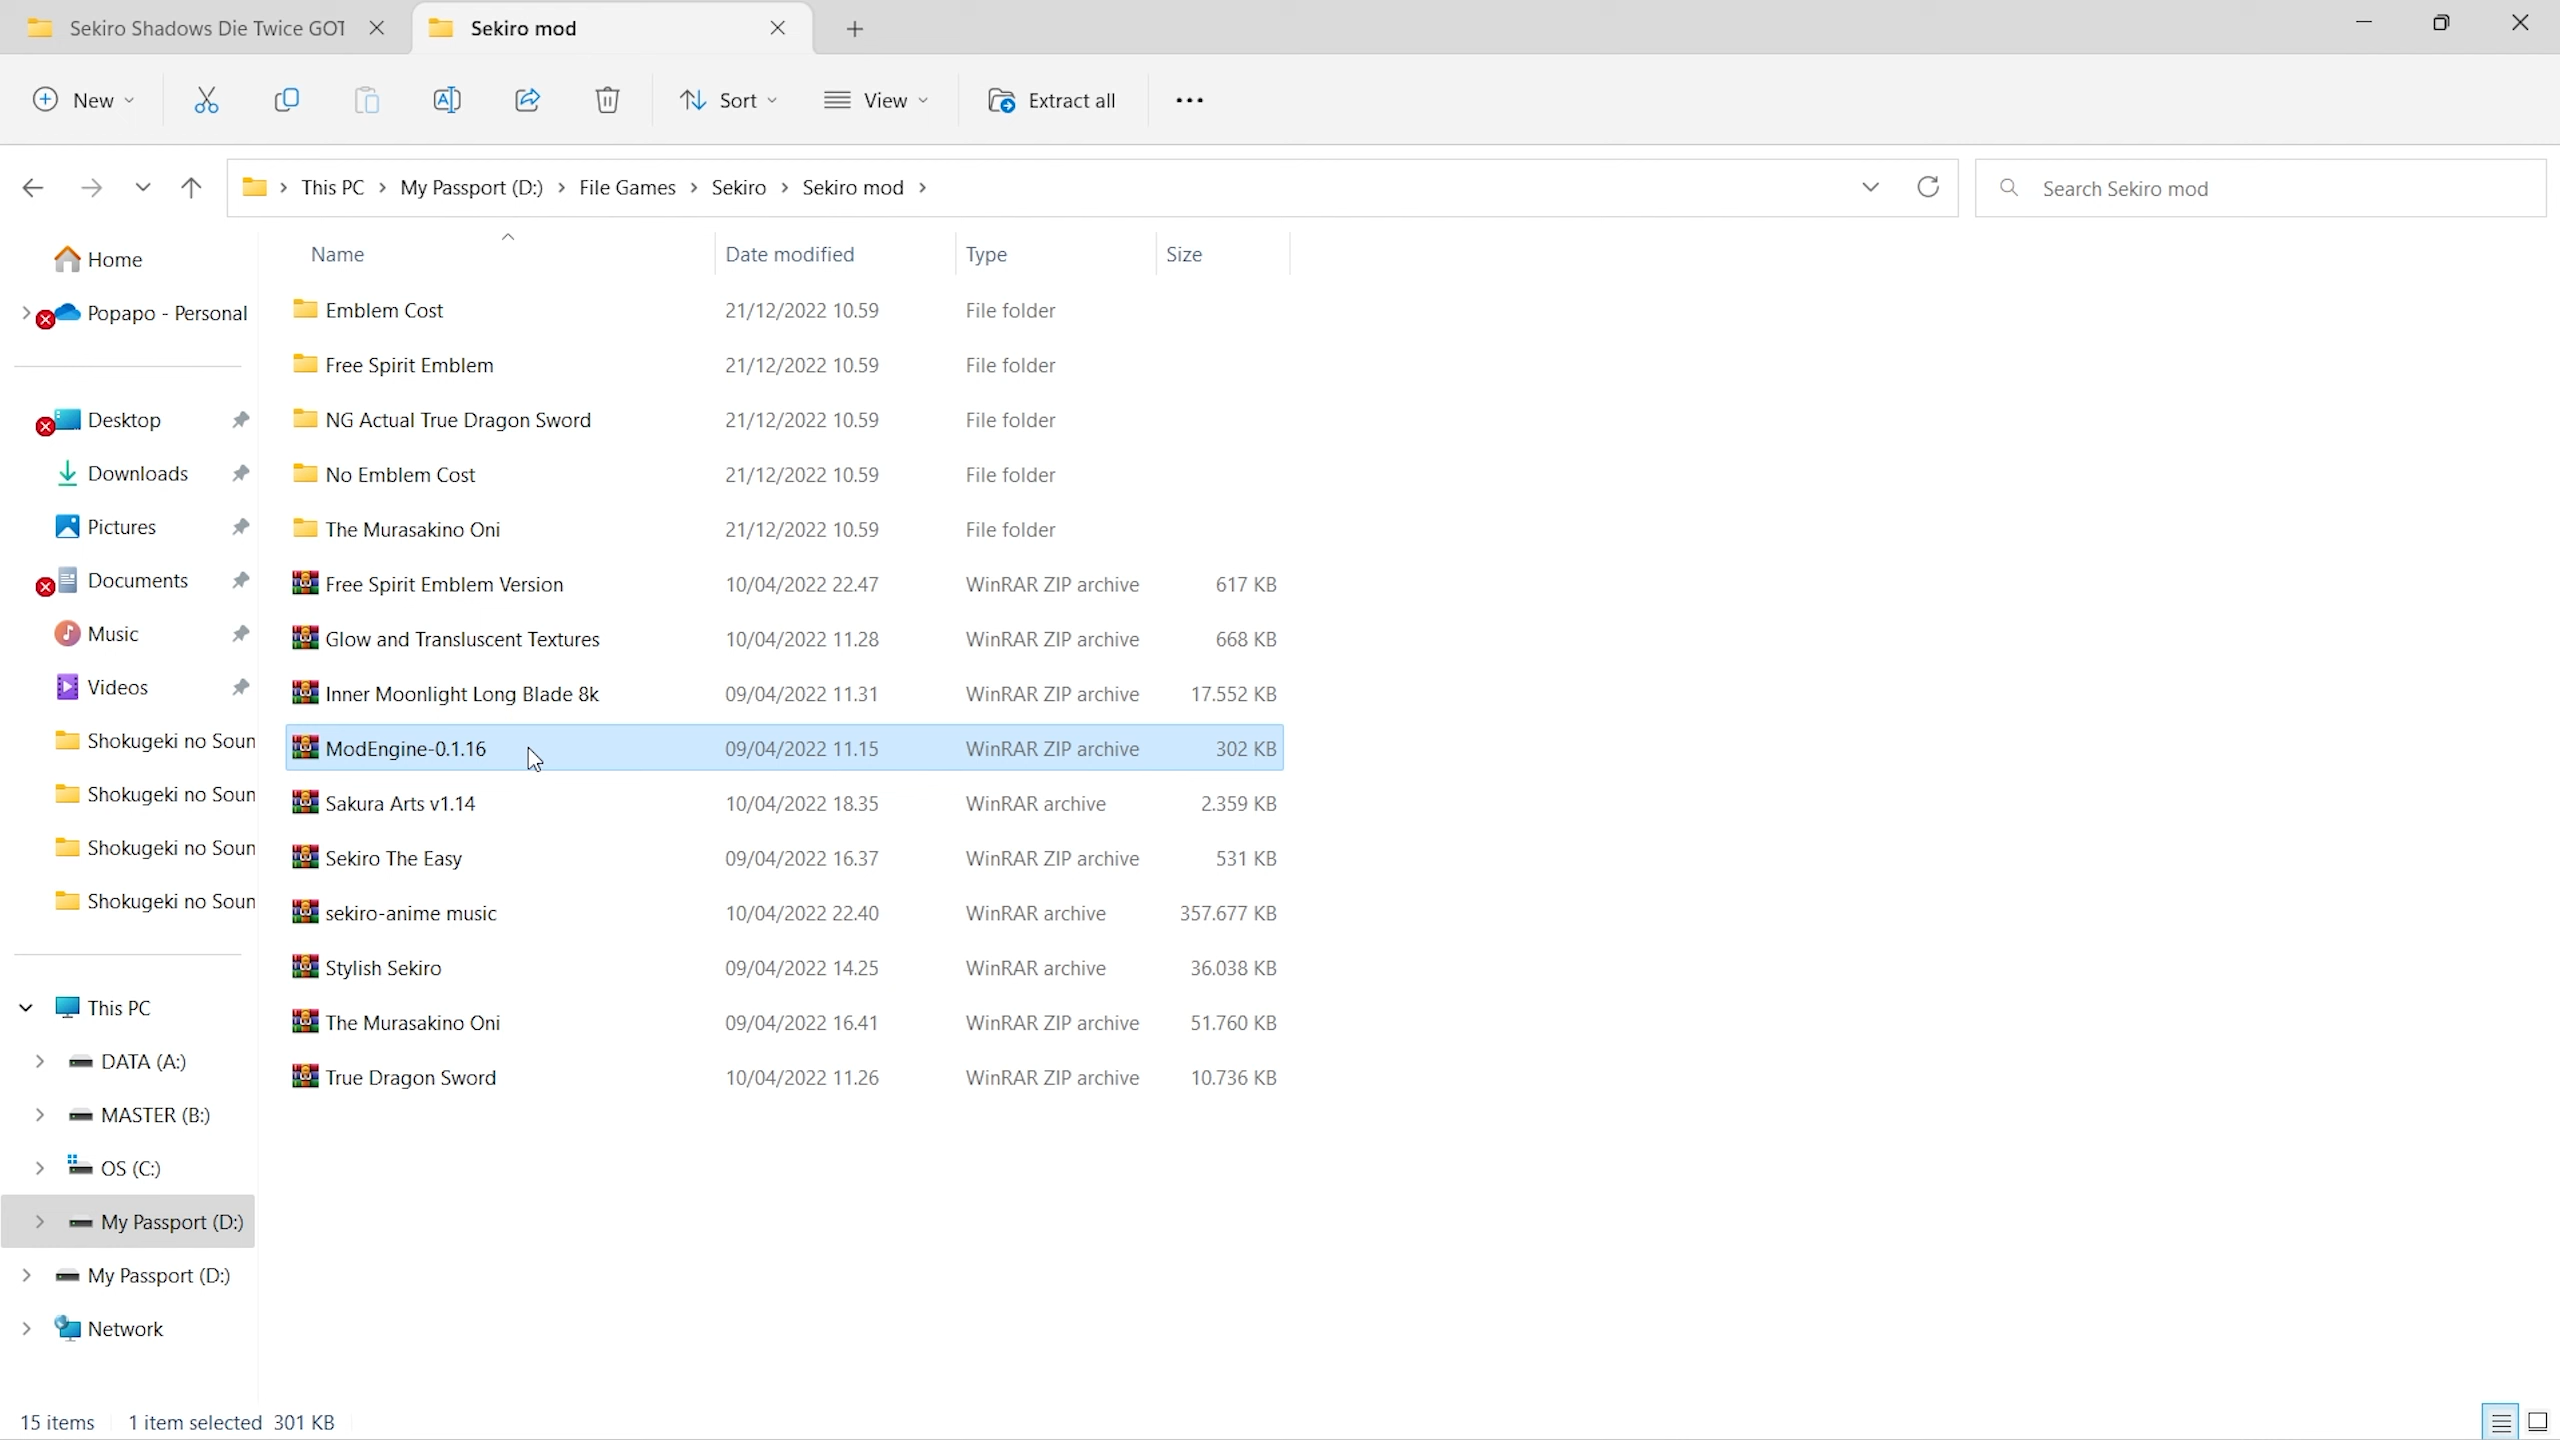 Sekiro Shadows Die Twice GOT
Sekiro mod
New
Sort
View
Extract all
This PC
My Passport (D:)
File Games
Sekiro
Sekiro mod
Search Sekiro mod
Name Date modified Type Size
Home
Popapo - Personal
Desktop
Downloads
Pictures
Documents
Music
Videos
Shokugeki no Soun
Shokugeki no Soun
Shokugeki no Soun
Shokugeki no Soun
This PC
DATA (A:)
MASTER (B:)
OS (C:)
My Passport (D:)
My Passport (D:)
Network
Emblem Cost 21/12/2022 10.59 File folder
Free Spirit Emblem 21/12/2022 10.59 File folder
NG Actual True Dragon Sword 21/12/2022 10.59 File folder
No Emblem Cost 21/12/2022 10.59 File folder
The Murasakino Oni 21/12/2022 10.59 File folder
Free Spirit Emblem Version 10/04/2022 22.47 WinRAR ZIP archive 617 KB
Glow and Transluscent Textures 10/04/2022 11.28 WinRAR ZIP archive 668 KB
Inner Moonlight Long Blade 8k 09/04/2022 11.31 WinRAR ZIP archive 17.552 KB
ModEngine-0.1.16 09/04/2022 11.15 WinRAR ZIP archive 302 KB
Sakura Arts v1.14 10/04/2022 18.35 WinRAR archive 2.359 KB
Sekiro The Easy 09/04/2022 16.37 WinRAR ZIP archive 531 KB
sekiro-anime music 10/04/2022 22.40 WinRAR archive 357.677 KB
Stylish Sekiro 09/04/2022 14.25 WinRAR archive 36.038 KB
The Murasakino Oni 09/04/2022 16.41 WinRAR ZIP archive 51.760 KB
True Dragon Sword 10/04/2022 11.26 WinRAR ZIP archive 10.736 KB
15 items 1 item selected 301 KB